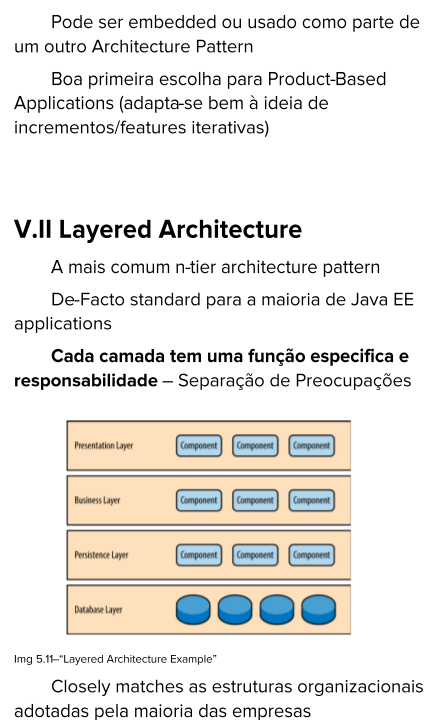 Pode ser embedded ou usado como parte de
um outro Architecture Pattern
Boa primeira escolha para Product-Based
Applications (adapta-se bem à ideia de
incrementos/features iterativas)
V.II Layered Architecture
A mais comum n-tier architecture pattern
De-Facto standard para a maioria de Java EE
applications
Cada camada tem uma função especifica e
responsabilidade – Separação de Preocupações
Presentation Layer Component Component Component
Business Layer Component Component Component
Persistence Layer Component Component Component
Database Layer
Img 5.11–“Layered Architecture Example”
Closely matches as estruturas organizacionais
adotadas pela maioria das empresas